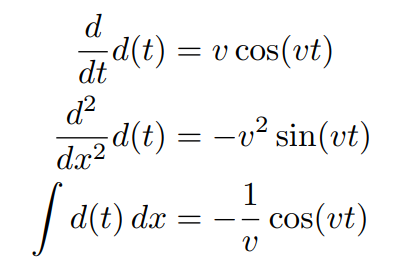 d/dt d(t) = v cos(vt)
d²/dx² d(t) = −v² sin(vt)
∫ d(t) dx = −1/v cos(vt)